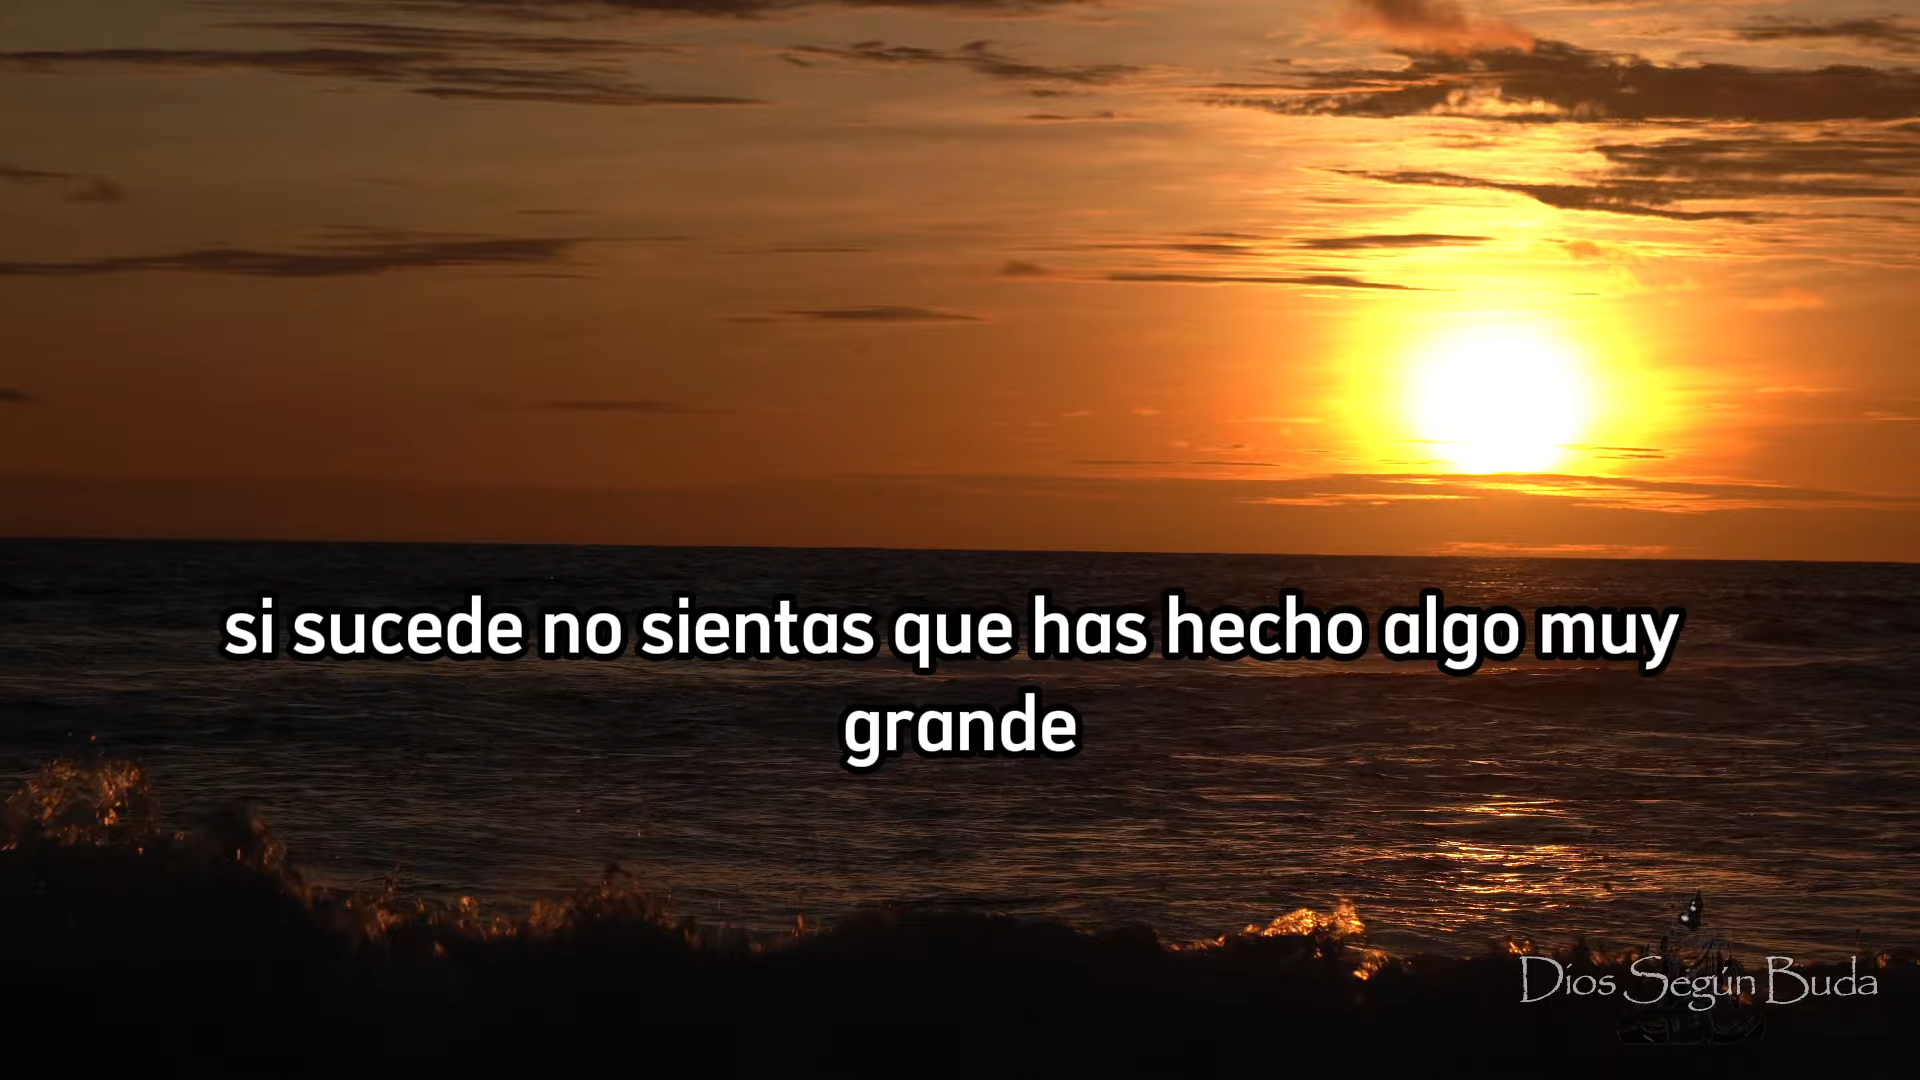 si sucede no sientas que has hecho algo muy
grande
Dios Según Buda